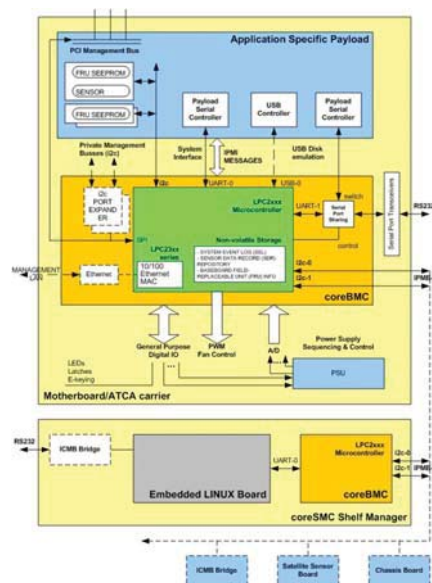 Application Specific Payload
PCI Management Bus
FRU SEEPROM
SENSOR
FRU SEEPROM
Payload
Serial
Controller
USB
Controller
Payload
Serial
Controller
Private Management
Busses (i2c)
System
Interface
IPMI
MESSAGES
USB Disk
emulation
i2c
UART-0
USB-0
switch
i2c
PORT
EXPAND
ER
LPC2xxx
Microcontroller
UART-1
Serial
Port
Sharing
Serial Port Transceivers
RS232
SPI
Non-volatile Storage
control
LPC23xx
series
- SYSTEM EVENT LOG (SEL)
- SENSOR DATA RECORD (SDR)
REPOSITORY
- BASEBOARD FIELD-
REPLACEABLE UNIT (FRU) INFO
MANAGEMENT
LAN
Ethernet
10/100
Ethernet
MAC
i2c-0
i2c-1
IPMB
coreBMC
General Purpose
Digital IO
PWM
Fan Control
A/D
Power Supply
Sequencing & Control
LEDs
Latches
E-keying
PSU
Motherboard/ATCA carrier
RS232
ICMB Bridge
LPC2xxx
Microcontroller
UART-0
i2c-0
i2c-1
IPMB
Embedded LINUX Board
coreBMC
coreSMC Shelf Manager
ICMB Bridge
Satellite Sensor
Board
Chassis Board